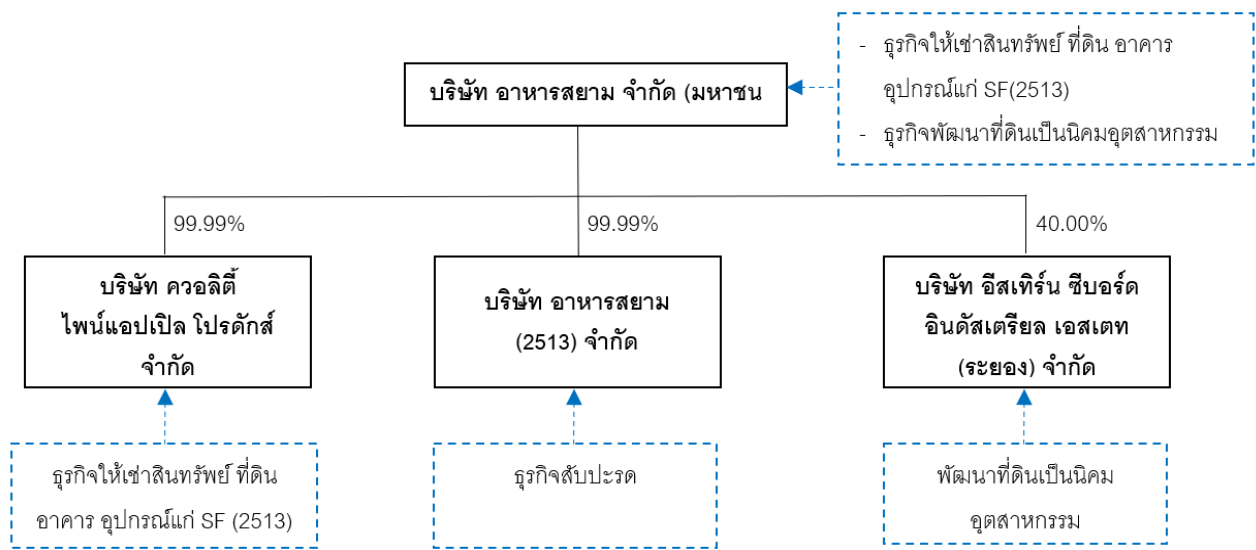 - ธุรกิจให้เช่าสินทรัพย์ ที่ดิน อาคาร
อุปกรณ์แก่ SF(2513)
- ธุรกิจพัฒนาที่ดินเป็นนิคมอุตสาหกรรม
บริษัท อาหารสยาม จำกัด (มหาชน
99.99%
99.99%
40.00%
บริษัท ควอลิตี้
ไพน์แอปเปิล โปรดักส์
จำกัด
บริษัท อาหารสยาม
(2513) จำกัด
บริษัท อีสเทิร์น ซีบอร์ด
อินดัสเตรียล เอสเตท
(ระยอง) จำกัด
ธุรกิจให้เช่าสินทรัพย์ ที่ดิน
อาคาร อุปกรณ์แก่ SF (2513)
ธุรกิจสับปะรด
พัฒนาที่ดินเป็นนิคม
อุตสาหกรรม